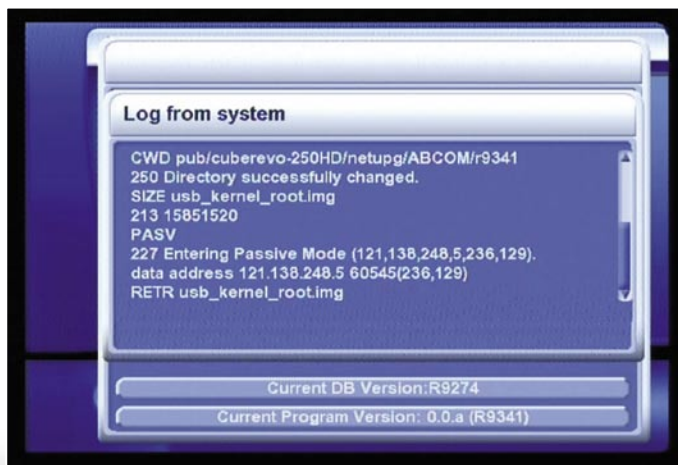 Log from system
CWD pub/cuberevo-250HD/netupg/ABCOM/r9341
250 Directory successfully changed.
SIZE usb_kernel_root.img
213 15851520
PASV
227 Entering Passive Mode (121,138,248,5,236,129).
data address 121.138.248.5 60545(236,129)
RETR usb_kernel_root.img
Current DB Version:R9274
Current Program Version: 0.0.a (R9341)